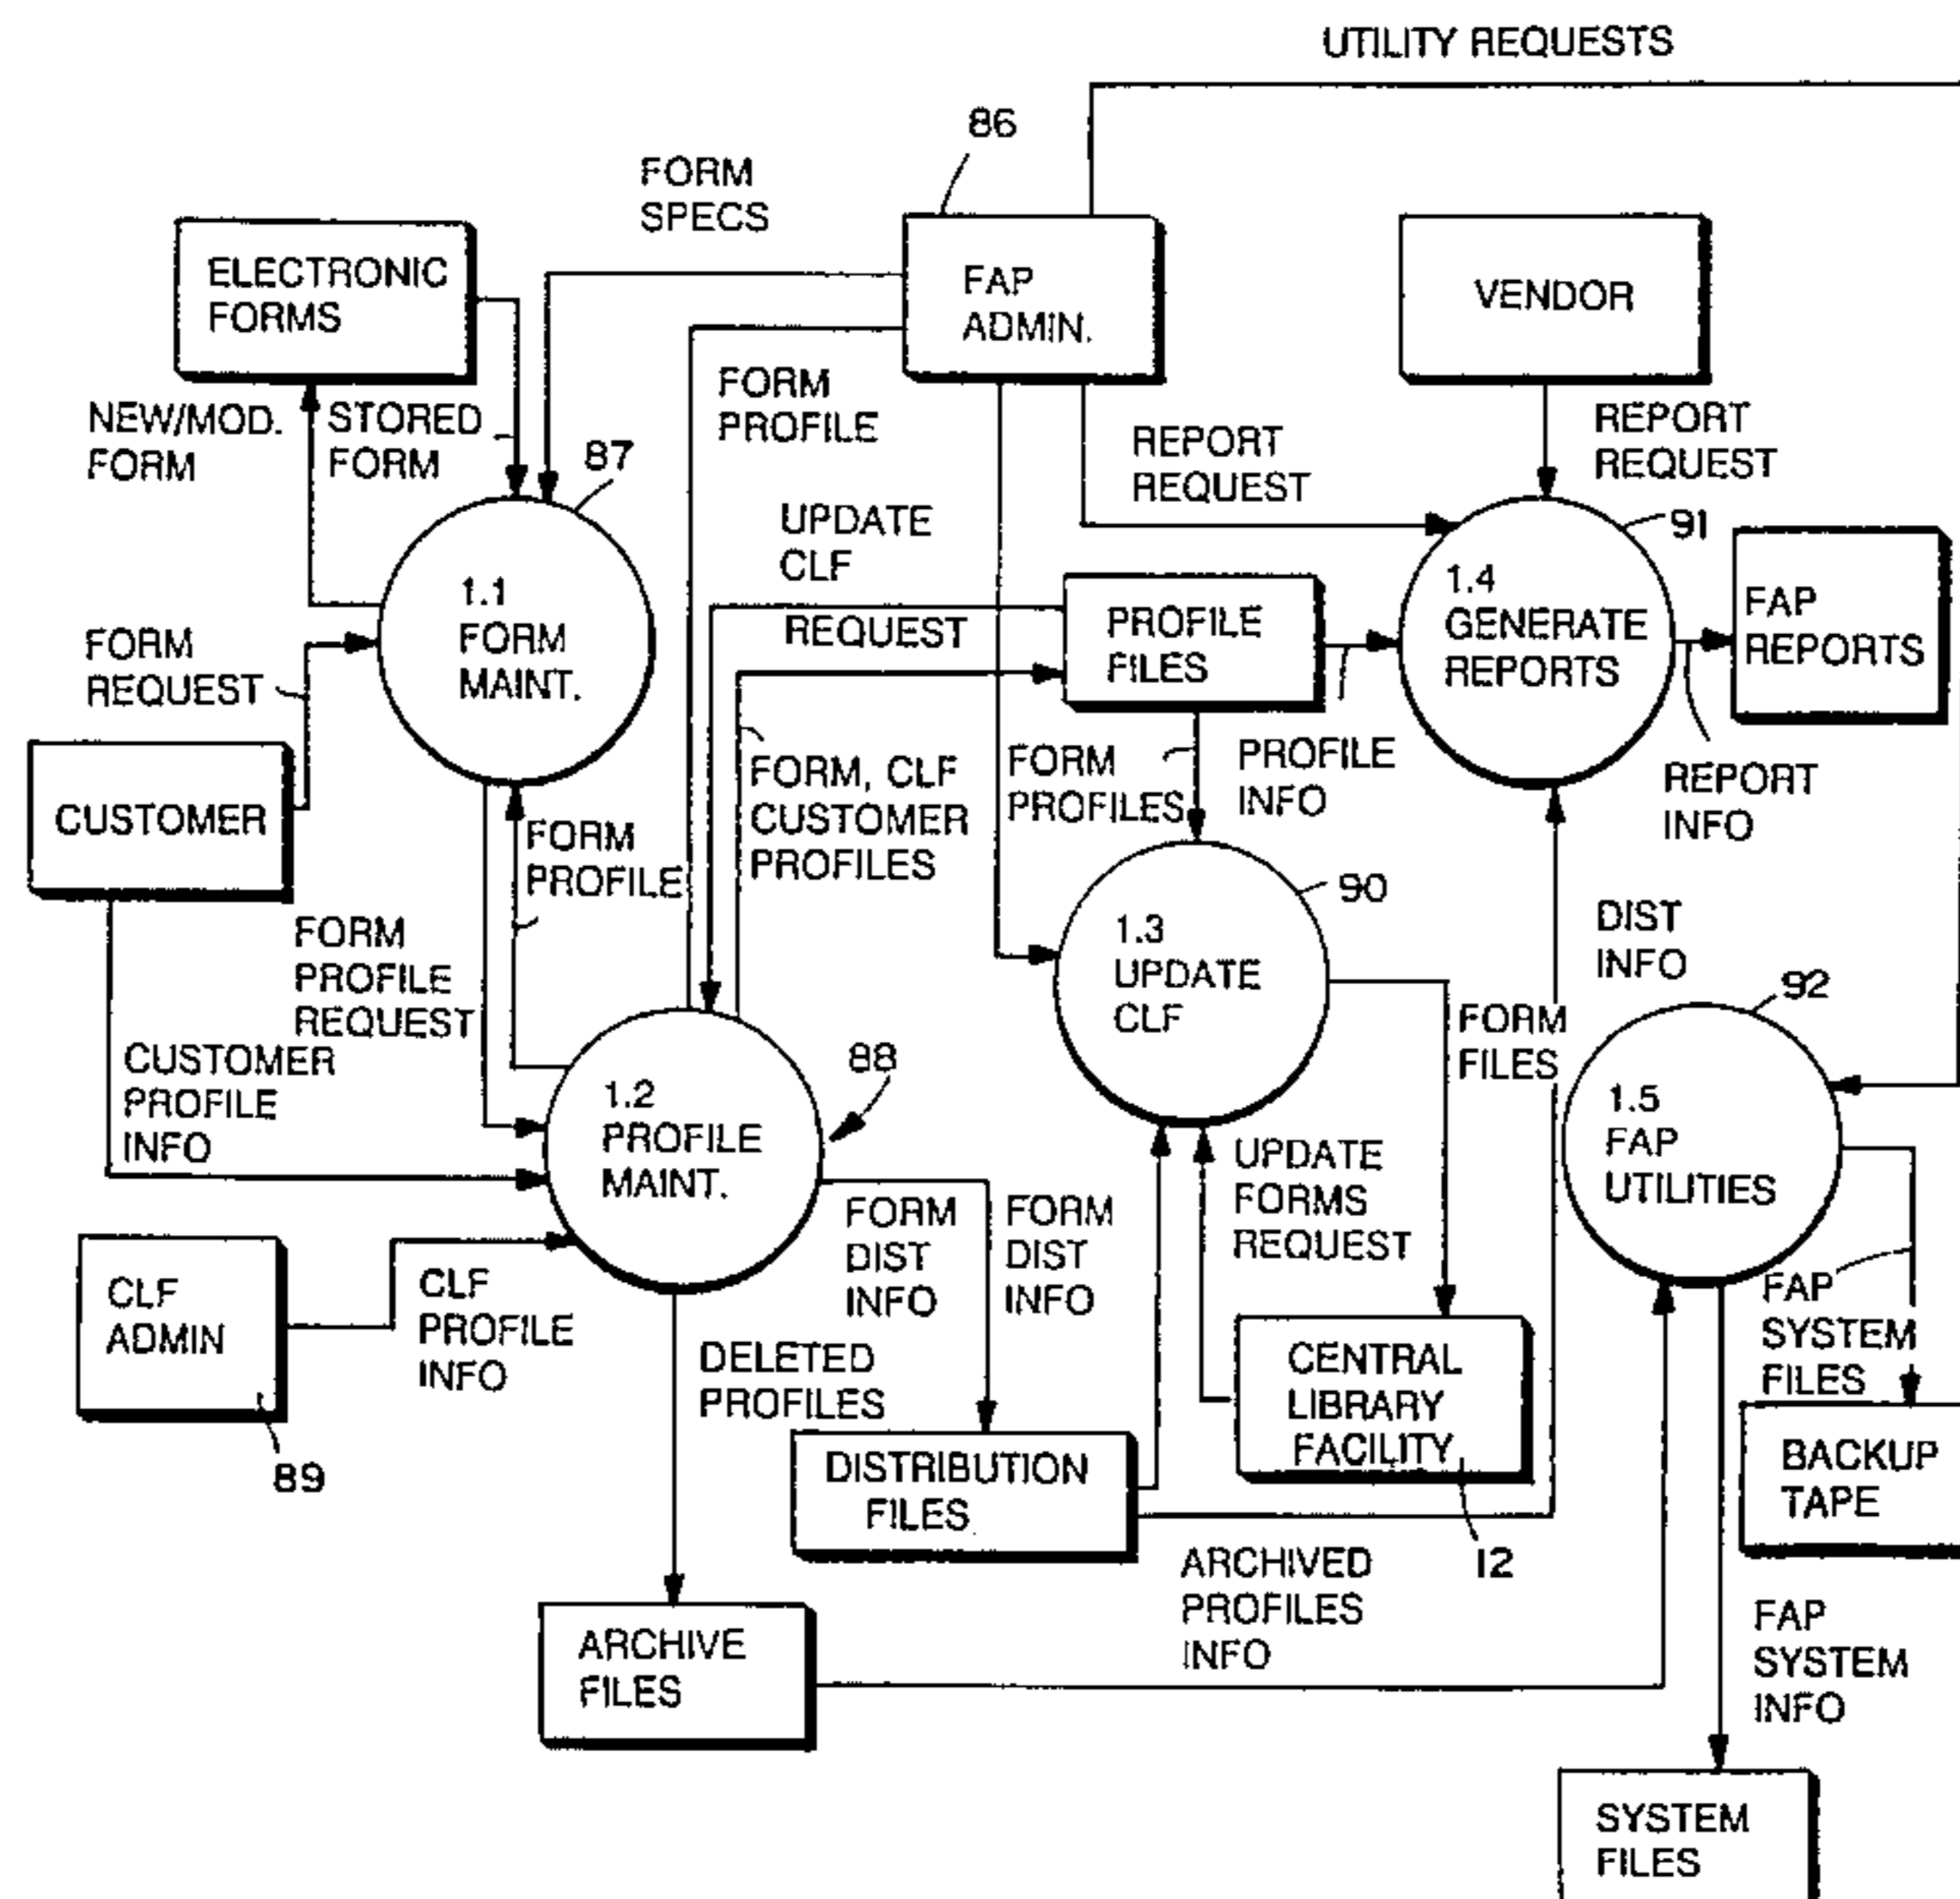 UTILITY REQUESTS
86
FORM
SPECS
ELECTRONIC
FORMS
FAP
ADMIN.
VENDOR
FORM
PROFILE
NEW/MOD.
FORM
STORED
FORM
87
REPORT
REQUEST
REPORT
REQUEST
UPDATE
CLF
REQUEST
91
1.1
FORM
MAINT.
PROFILE
FILES
1.4
GENERATE
REPORTS
FAP
REPORTS
FORM
REQUEST
CUSTOMER
FORM, CLF
CUSTOMER
PROFILES
FORM
PROFILES
PROFILE
INFO
REPORT
INFO
FORM
PROFILE
90
FORM
PROFILE
REQUEST
1.3
UPDATE
CLF
DIST
INFO
92
FORM
FILES
CUSTOMER
PROFILE
INFO
88
1.2
PROFILE
MAINT.
1.5
FAP
UTILITIES
UPDATE
FORMS
REQUEST
FORM
DIST
INFO
FORM
DIST
INFO
CLF
ADMIN
CLF
PROFILE
INFO
FAP
SYSTEM
FILES
DELETED
PROFILES
CENTRAL
LIBRARY
FACILITY
89
DISTRIBUTION
FILES
BACKUP
TAPE
12
ARCHIVED
PROFILES
INFO
ARCHIVE
FILES
FAP
SYSTEM
INFO
SYSTEM
FILES